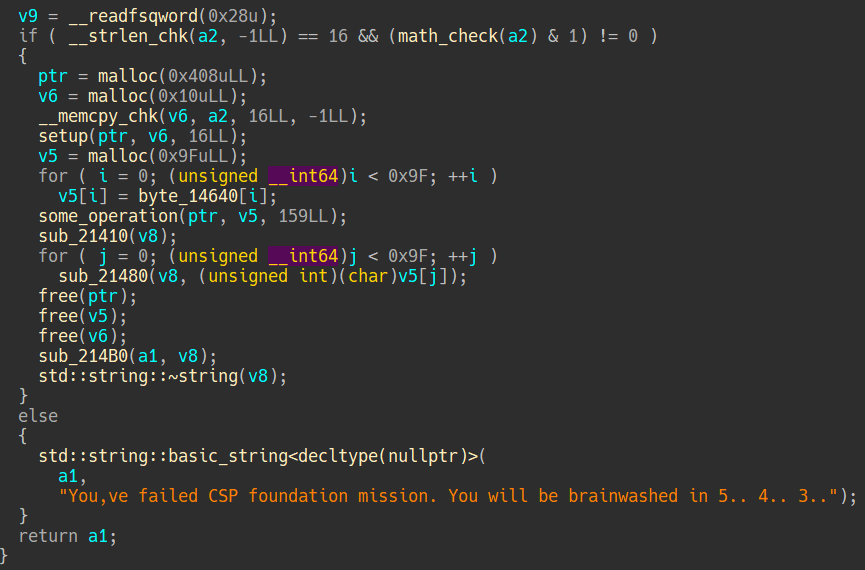 v9 = __readfsqword(0x28u);
if ( __strlen_chk(a2, -1LL) == 16 && (math_check(a2) & 1) != 0 )
{
ptr = malloc(0x408uLL);
v6 = malloc(0x10uLL);
__memcpy_chk(v6, a2, 16LL, -1LL);
setup(ptr, v6, 16LL);
v5 = malloc(0x9FuLL);
for ( i = 0; (unsigned __int64)i < 0x9F; ++i )
v5[i] = byte_14640[i];
some_operation(ptr, v5, 159LL);
sub_21410(v8);
for ( j = 0; (unsigned __int64)j < 0x9F; ++j )
sub_21480(v8, (unsigned int)(char)v5[j]);
free(ptr);
free(v5);
free(v6);
sub_214B0(a1, v8);
std::string::~string(v8);
}
else
{
std::string::basic_string<decltype(nullptr)>(
a1,
"You,ve failed CSP foundation mission. You will be brainwashed in 5.. 4.. 3..");
}
return a1;
}